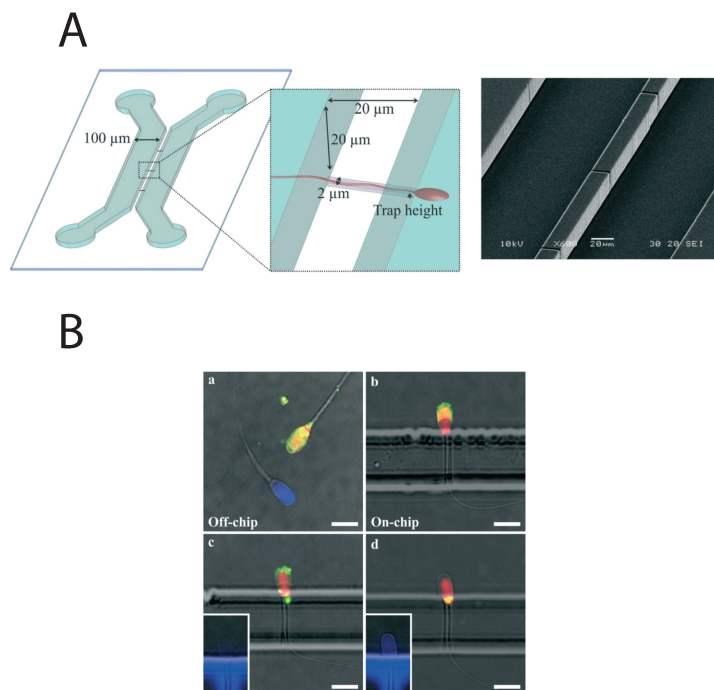 A
100 µm
20 µm
20 µm
2 µm
Trap height
10kV X600 20µm 30 20 SEI
B
a
Off-chip
b
On-chip
c
d